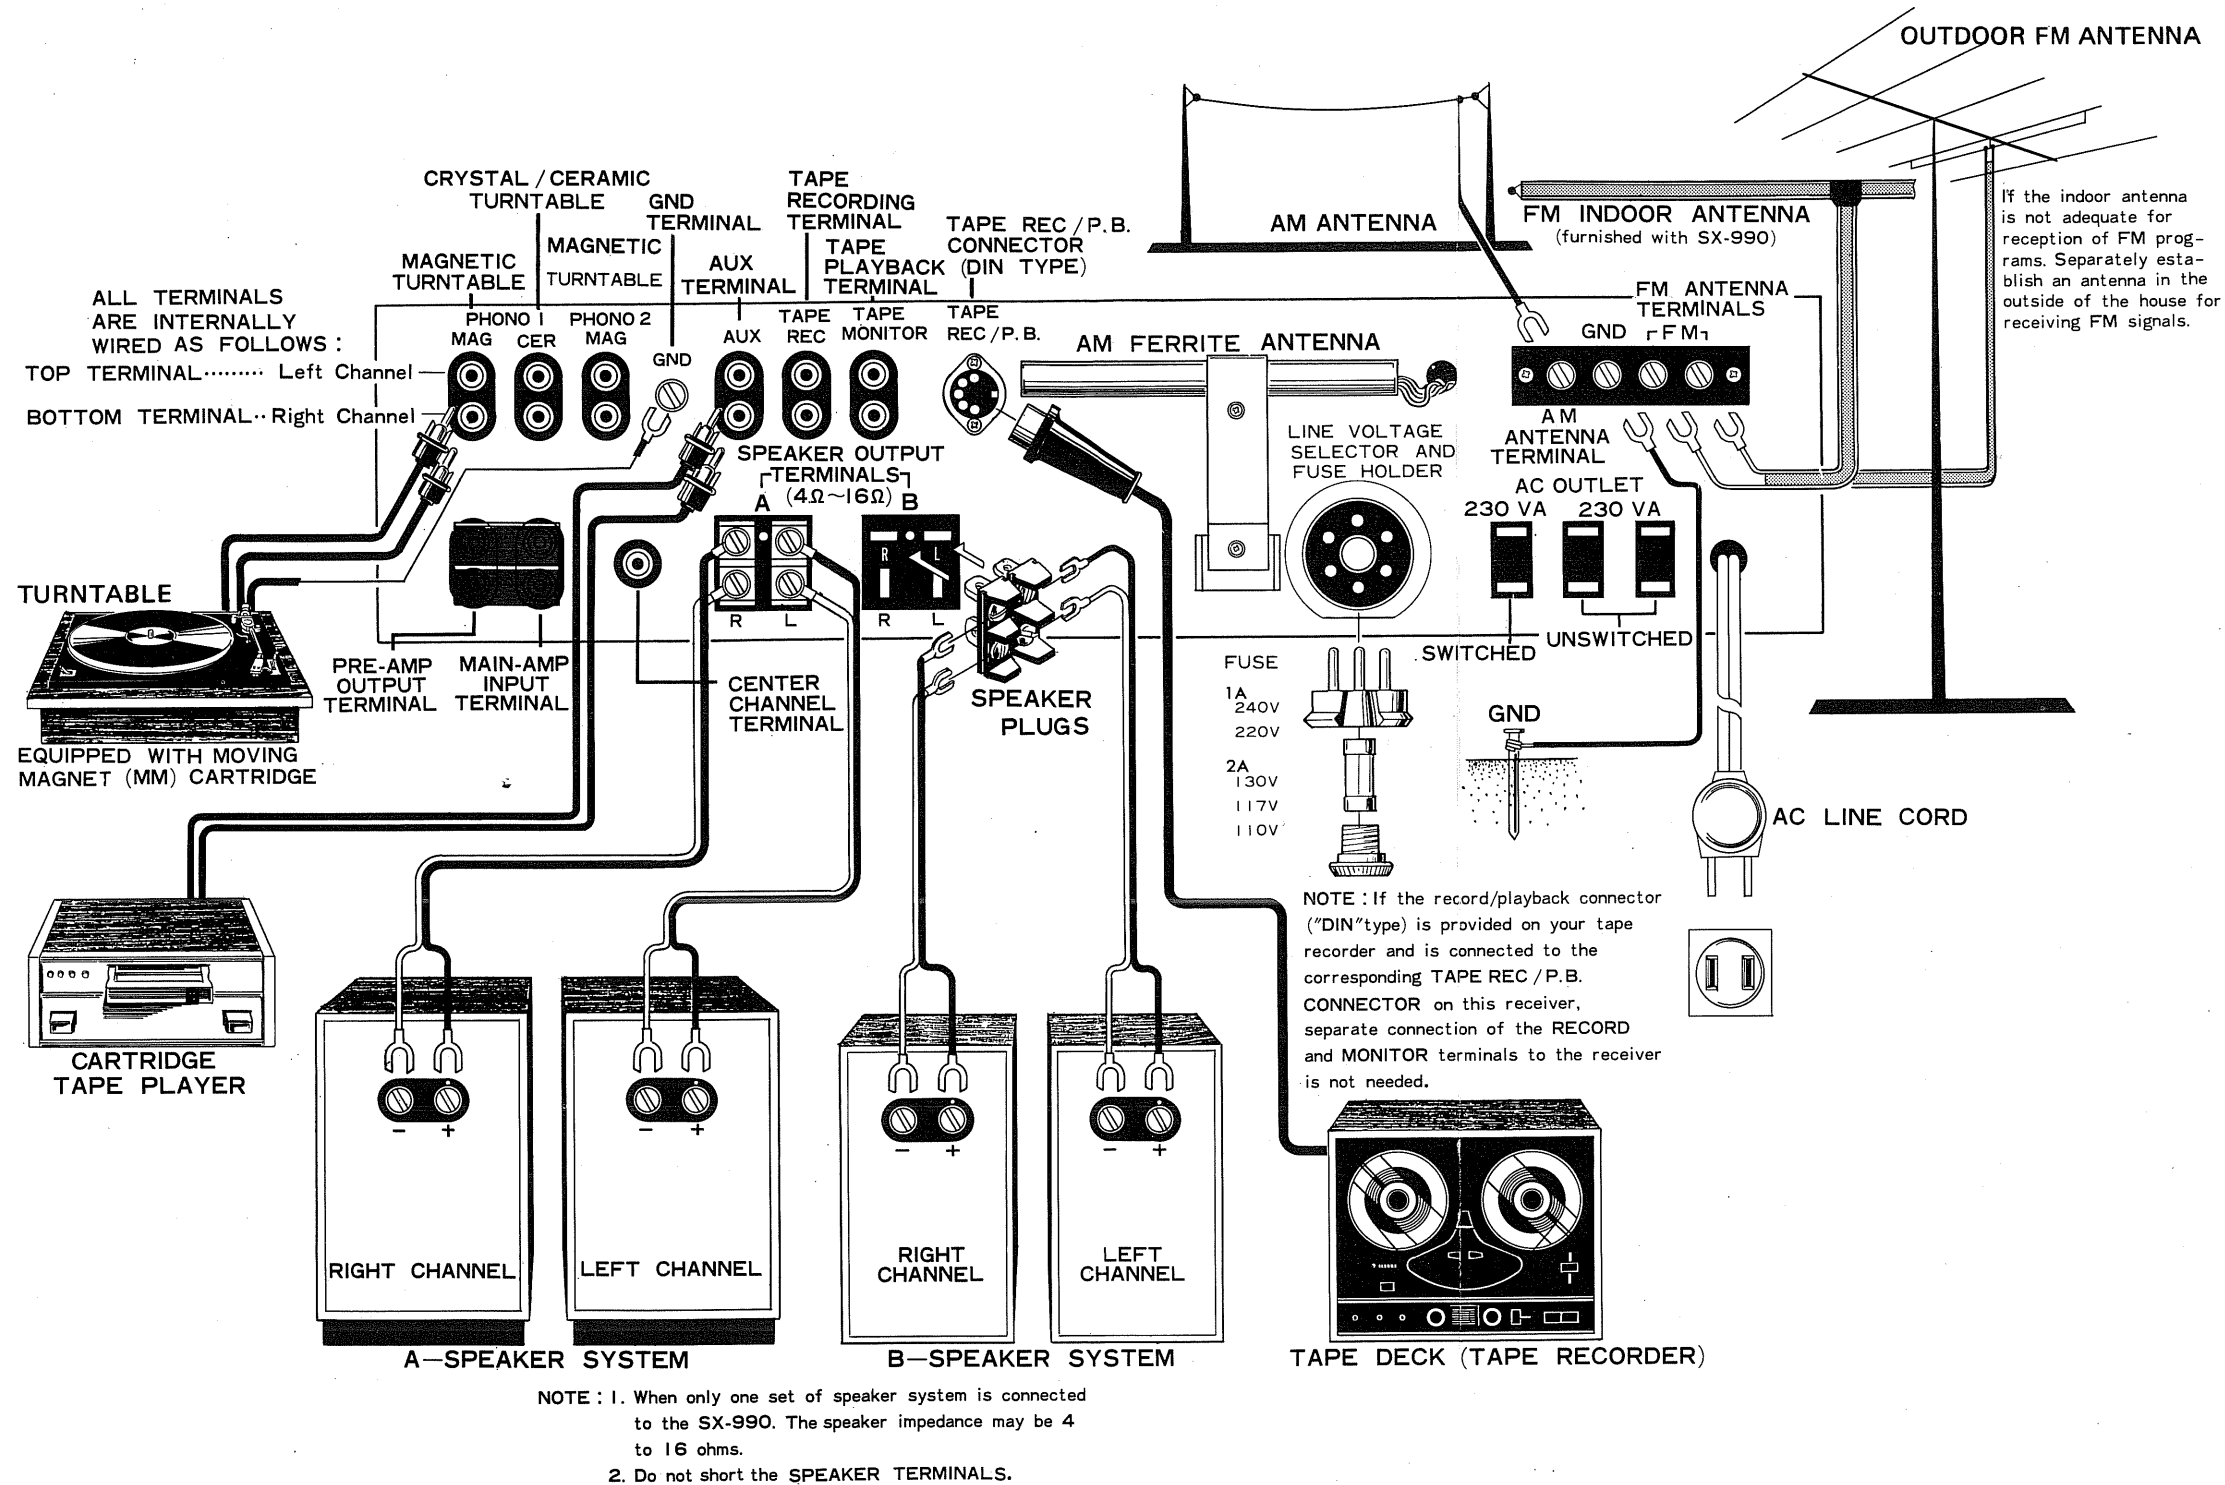 OUTDOOR FM ANTENNA
If the indoor antenna
is not adequate for
reception of FM prog-
rams. Separately esta-
blish an antenna in the
outside of the house for
receiving FM signals.
AM ANTENNA
FM INDOOR ANTENNA
(furnished with SX-990)
FM ANTENNA
TERMINALS
CRYSTAL / CERAMIC
TURNTABLE
GND
TERMINAL
TAPE
RECORDING
TERMINAL
TAPE REC / P.B.
CONNECTOR
(DIN TYPE)
MAGNETIC
TURNTABLE
MAGNETIC
TURNTABLE
AUX
TERMINAL
TAPE
PLAYBACK
TERMINAL
ALL TERMINALS
ARE INTERNALLY
WIRED AS FOLLOWS :
TOP TERMINAL ········· Left Channel
BOTTOM TERMINAL ·· Right Channel
PHONO 1
MAG
CER
PHONO 2
MAG
GND
AUX
TAPE
REC
TAPE
MONITOR
TAPE
REC / P.B.
AM FERRITE ANTENNA
GND
FM
AM
ANTENNA
TERMINAL
SPEAKER OUTPUT
TERMINALS
(4Ω~16Ω)
A
B
R
L
R L
R L
LINE VOLTAGE
SELECTOR AND
FUSE HOLDER
AC OUTLET
230 VA 230 VA
SWITCHED
UNSWITCHED
TURNTABLE
EQUIPPED WITH MOVING
MAGNET (MM) CARTRIDGE
PRE-AMP
OUTPUT
TERMINAL
MAIN-AMP
INPUT
TERMINAL
CENTER
CHANNEL
TERMINAL
SPEAKER
PLUGS
FUSE
1A
240V
220V
2A
130V
117V
110V
GND
AC LINE CORD
NOTE : If the record/playback connector
("DIN"type) is provided on your tape
recorder and is connected to the
corresponding TAPE REC / P.B.
CONNECTOR on this receiver,
separate connection of the RECORD
and MONITOR terminals to the receiver
is not needed.
CARTRIDGE
TAPE PLAYER
− +
− +
− +
− +
RIGHT CHANNEL
LEFT CHANNEL
RIGHT
CHANNEL
LEFT
CHANNEL
A—SPEAKER SYSTEM
B—SPEAKER SYSTEM
TAPE DECK (TAPE RECORDER)
NOTE : 1. When only one set of speaker system is connected
to the SX-990. The speaker impedance may be 4
to 16 ohms.
2. Do not short the SPEAKER TERMINALS.